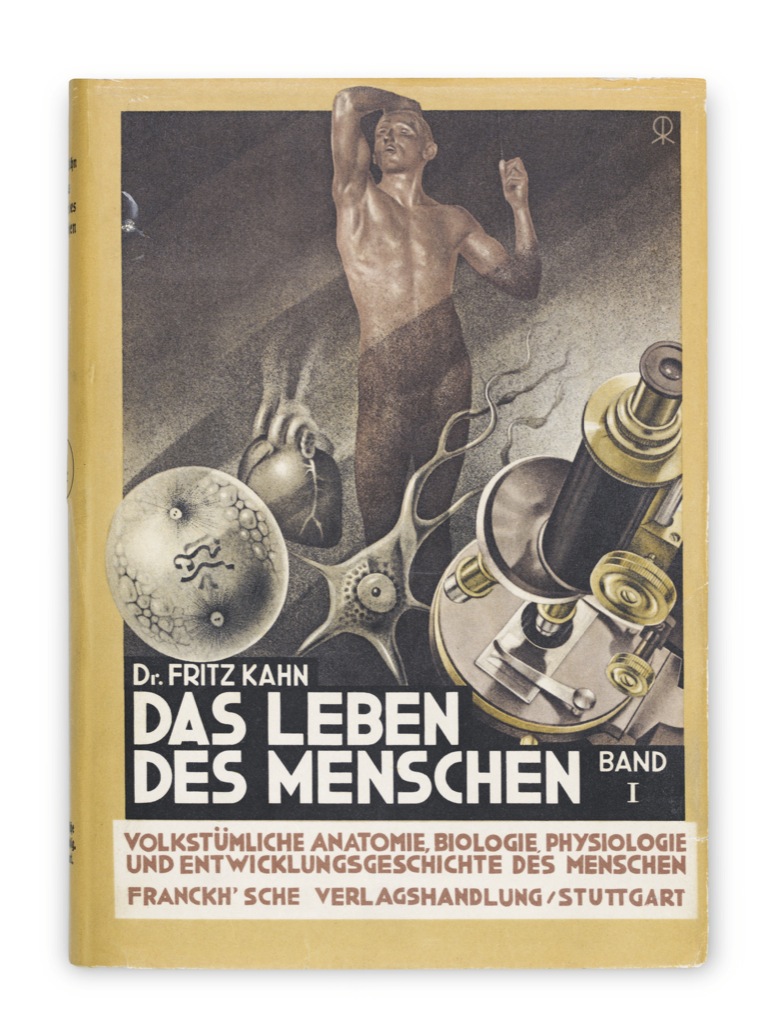 Dr. FRITZ KAHN
DAS LEBEN
DES MENSCHEN
BAND
I
VOLKSTÜMLICHE ANATOMIE, BIOLOGIE, PHYSIOLOGIE
UND ENTWICKLUNGSGESCHICHTE DES MENSCHEN
FRANCKH'SCHE VERLAGSHANDLUNG/STUTTGART